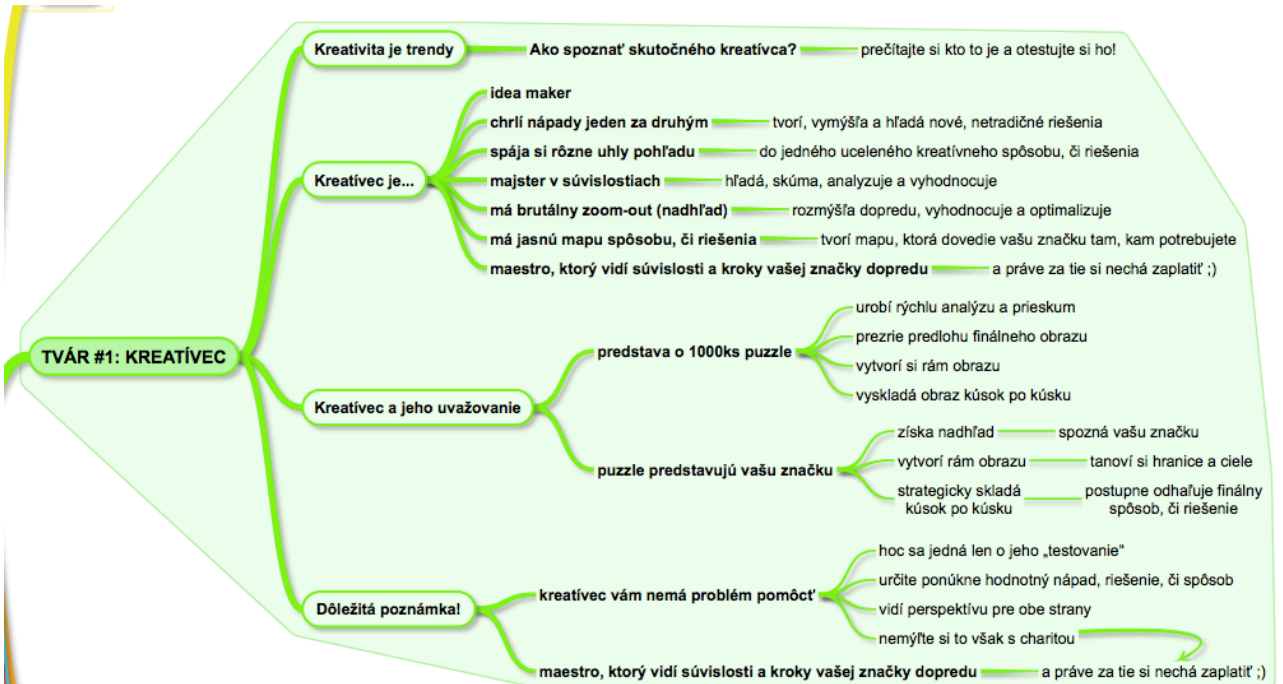 Kreativita je trendy
Ako spoznať skutočného kreatívca?
prečítajte si kto to je a otestujte si ho!
Kreatívec je...
idea maker
chrlí nápady jeden za druhým
tvorí, vymýšľa a hľadá nové, netradičné riešenia
spája si rôzne uhly pohľadu
do jedného uceleného kreatívneho spôsobu, či riešenia
majster v súvislostiach
hľadá, skúma, analyzuje a vyhodnocuje
má brutálny zoom-out (nadhľad)
rozmýšľa dopredu, vyhodnocuje a optimalizuje
má jasnú mapu spôsobu, či riešenia
tvorí mapu, ktorá dovedie vašu značku tam, kam potrebujete
maestro, ktorý vidí súvislosti a kroky vašej značky dopredu
a práve za tie si nechá zaplatiť ;)
TVÁR #1: KREATÍVEC
Kreatívec a jeho uvažovanie
predstava o 1000ks puzzle
urobí rýchlu analýzu a prieskum
prezrie predlohu finálneho obrazu
vytvorí si rám obrazu
vyskladá obraz kúsok po kúsku
puzzle predstavujú vašu značku
získa nadhľad
spozná vašu značku
vytvorí rám obrazu
tanoví si hranice a ciele
strategicky skladá
kúsok po kúsku
postupne odhaľuje finálny
spôsob, či riešenie
Dôležitá poznámka!
kreatívec vám nemá problém pomôcť
hoc sa jedná len o jeho „testovanie“
určite ponúkne hodnotný nápad, riešenie, či spôsob
vidí perspektívu pre obe strany
nemýľte si to však s charitou
maestro, ktorý vidí súvislosti a kroky vašej značky dopredu
a práve za tie si nechá zaplatiť ;)